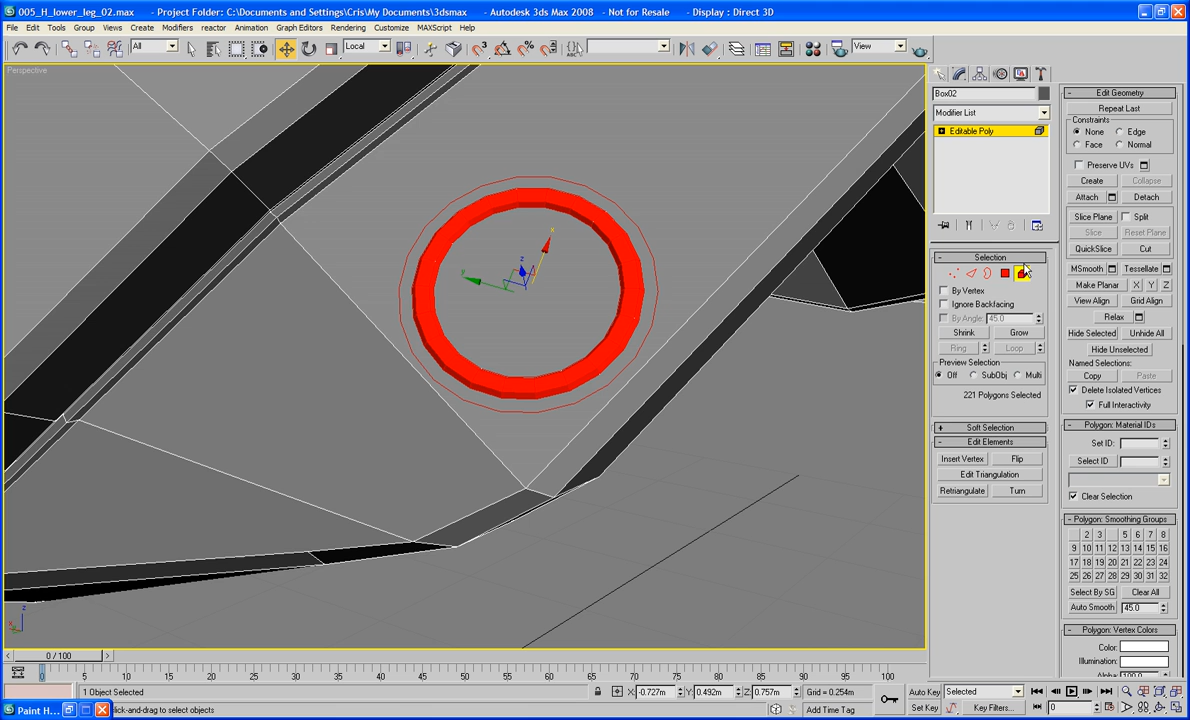 005_H_lower_leg_02.max - Project Folder: C:\Documents and Settings\Cris\My Documents\3dsmax - Autodesk 3ds Max 2008 - Not for Resale - Display : Direct 3D
File Edit Tools Group Views Create Modifiers reactor Animation Graph Editors Rendering Customize MAXScript Help
All Local View
Perspective
Box02
Modifier List
Editable Poly
Selection
By Vertex
Ignore Backfacing
By Angle: 45.0
Shrink Grow
Ring Loop
Preview Selection
Off SubObj Multi
221 Polygons Selected
Soft Selection
Edit Elements
Insert Vertex Flip
Edit Triangulation
Retriangulate Turn
Edit Geometry
Repeat Last
Constraints
None Edge
Face Normal
Preserve UVs
Create Collapse
Attach Detach
Slice Plane Split
Slice Reset Plane
QuickSlice Cut
MSmooth Tessellate
Make Planar X Y Z
View Align Grid Align
Relax
Hide Selected Unhide All
Hide Unselected
Named Selections:
Copy Paste
Delete Isolated Vertices
Full Interactivity
Polygon: Material IDs
Set ID:
Select ID
Clear Selection
Polygon: Smoothing Groups
2 3 5 6 7 8
9 10 11 12 13 14 15 16
17 18 19 20 21 22 23 24
25 26 27 28 29 30 31 32
Select By SG Clear All
Auto Smooth 45.0
Polygon: Vertex Colors
Color:
Illumination:
Alpha: 100.0
x y z
z
0 / 100
0 5 10 15 20 25 30 35 40 45 50 55 60 65 70 75 80 85 90 95 100
1 Object Selected X: -0.727m Y: 0.492m Z: 0.757m Grid = 0.254m Auto Key Selected
Paint H... lick-and-drag to select objects Add Time Tag Set Key Key Filters... 0